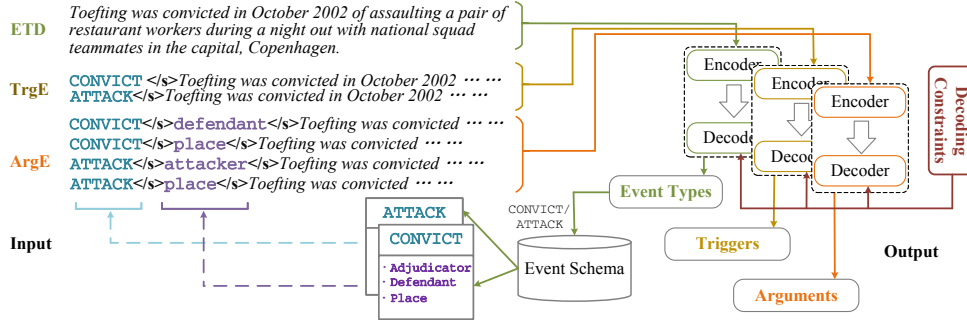 ETD
Toefting was convicted in October 2002 of assaulting a pair of
restaurant workers during a night out with national squad
teammates in the capital, Copenhagen.
TrgE
CONVICT</s>Toefting was convicted in October 2002 ⋯ ⋯
ATTACK</s>Toefting was convicted in October 2002 ⋯ ⋯
ArgE
CONVICT</s>defendant</s>Toefting was convicted ⋯ ⋯
CONVICT</s>place</s>Toefting was convicted ⋯ ⋯
ATTACK</s>attacker</s>Toefting was convicted ⋯ ⋯
ATTACK</s>place</s>Toefting was convicted ⋯ ⋯
Input
ATTACK
CONVICT
· Adjudicator
· Defendant
· Place
CONVICT/
ATTACK
Event Schema
Event Types
Triggers
Arguments
Output
Encoder
Decoder
Encoder
Decoder
Encoder
Decoder
Decoding
Constraints